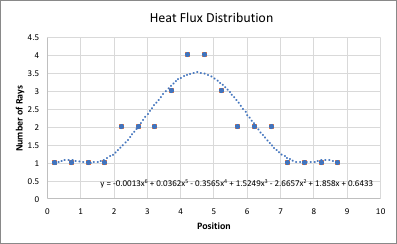 Heat Flux Distribution
Number of Rays
4.5
4
3.5
3
2.5
2
1.5
1
0.5
0
y = -0.0013x⁶ + 0.0362x⁵ - 0.3565x⁴ + 1.5249x³ - 2.6657x² + 1.858x + 0.6433
0 1 2 3 4 5 6 7 8 9 10
Position